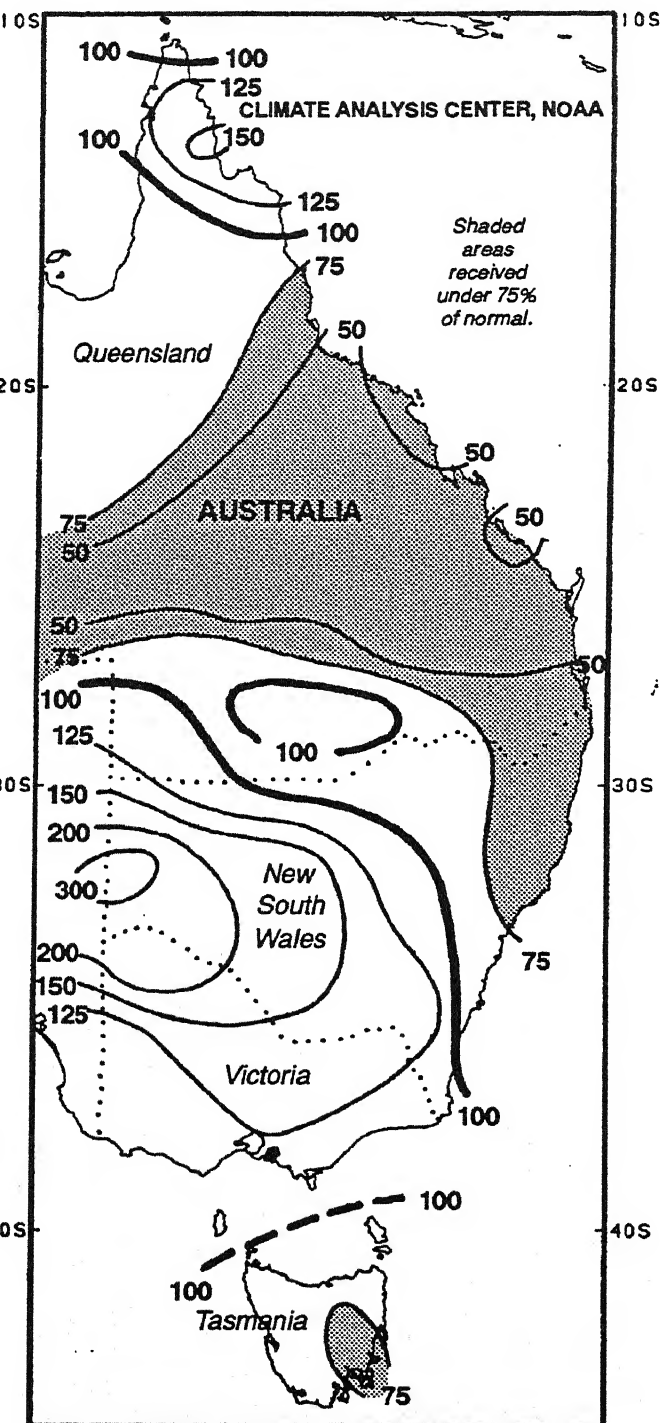 10S
10S
100
100
125
CLIMATE ANALYSIS CENTER, NOAA
150
100
125
100
Shaded
areas
received
under 75%
of normal.
75
50
Queensland
20S
20S
50
AUSTRALIA
75
50
50
50
75
50
100
125
100
30S
30S
150
200
New
South
Wales
300
200
75
150
125
Victoria
100
100
0S
40S
100
Tasmania
75